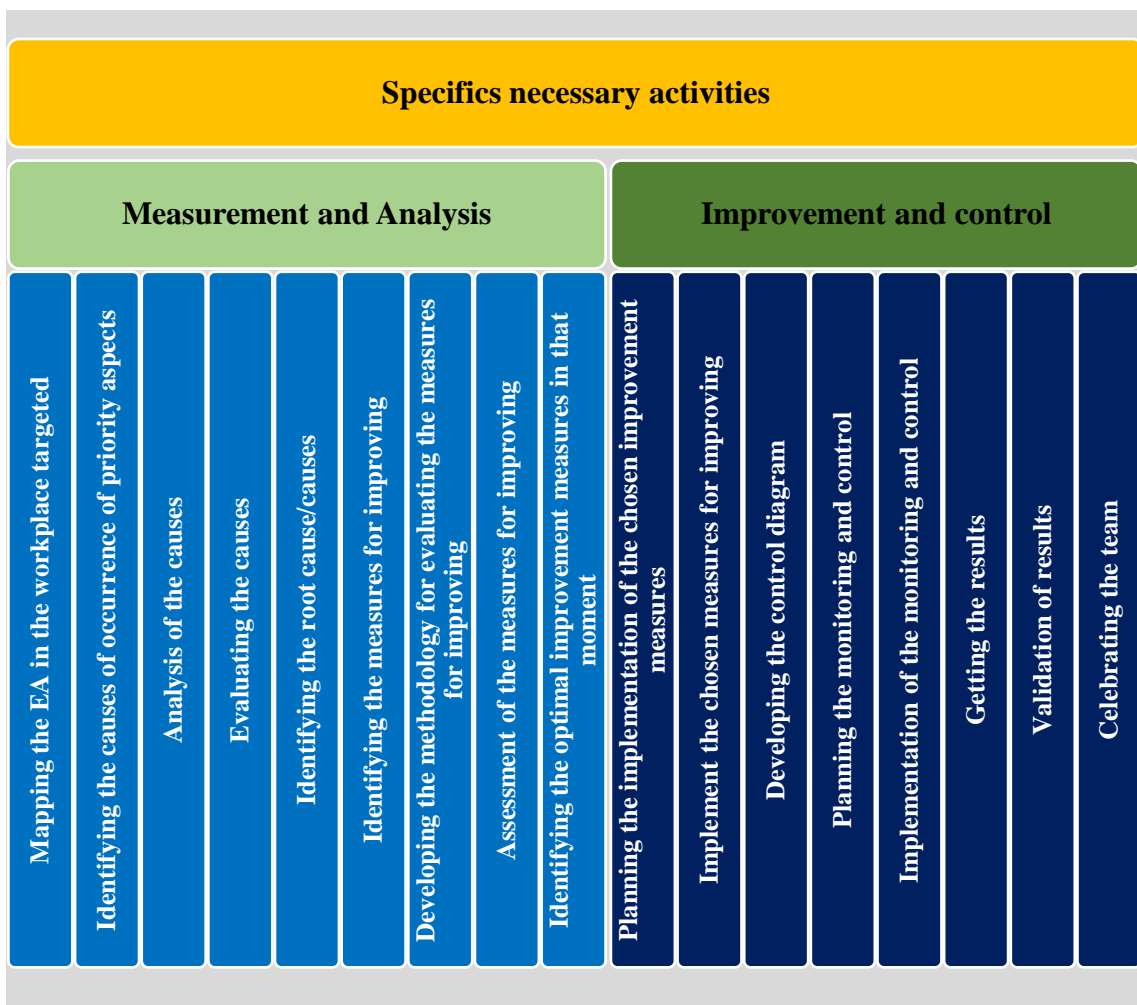 Specifics necessary activities
Measurement and Analysis
Improvement and control
Mapping the EA in the workplace targeted
Identifying the causes of occurrence of priority aspects
Analysis of the causes
Evaluating the causes
Identifying the root cause/causes
Identifying the measures for improving
Developing the methodology for evaluating the measures
for improving
Assessment of the measures for improving
Identifying the optimal improvement measures in that
moment
Planning the implementation of the chosen improvement
measures
Implement the chosen measures for improving
Developing the control diagram
Planning the monitoring and control
Implementation of the monitoring and control
Getting the results
Validation of results
Celebrating the team